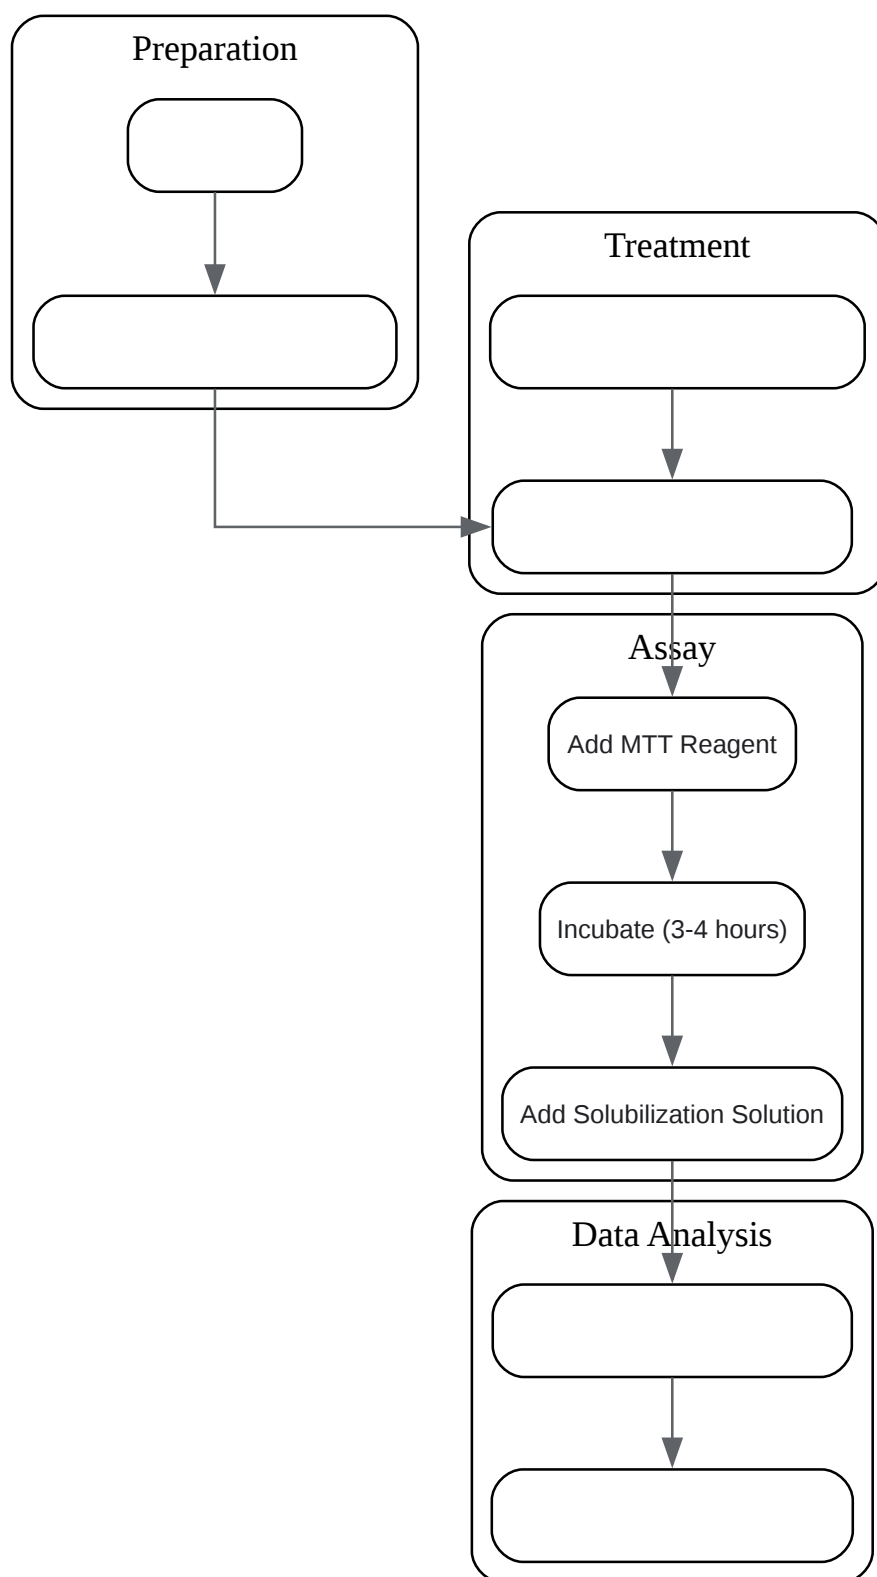 Preparation
Treatment
Assay
Add MTT Reagent
Incubate (3-4 hours)
Add Solubilization Solution
Data Analysis